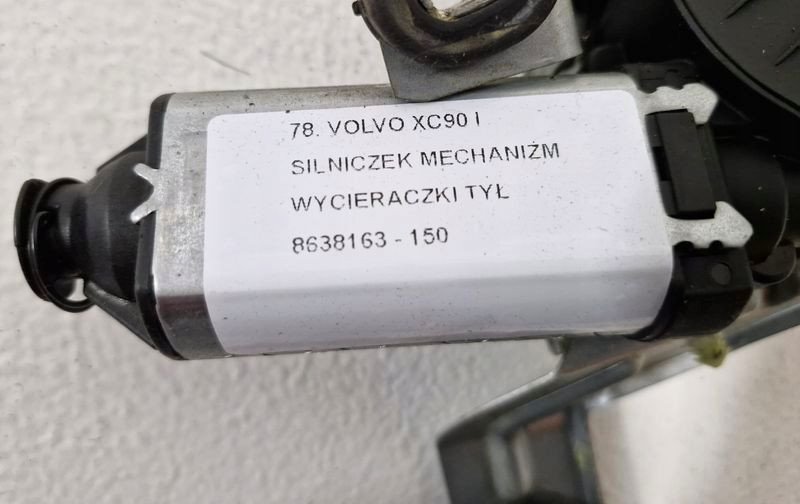 78. VOLVO XC90 I
SILNICZEK MECHANIZM
WYCIERACZKI TYŁ
8638163 - 150